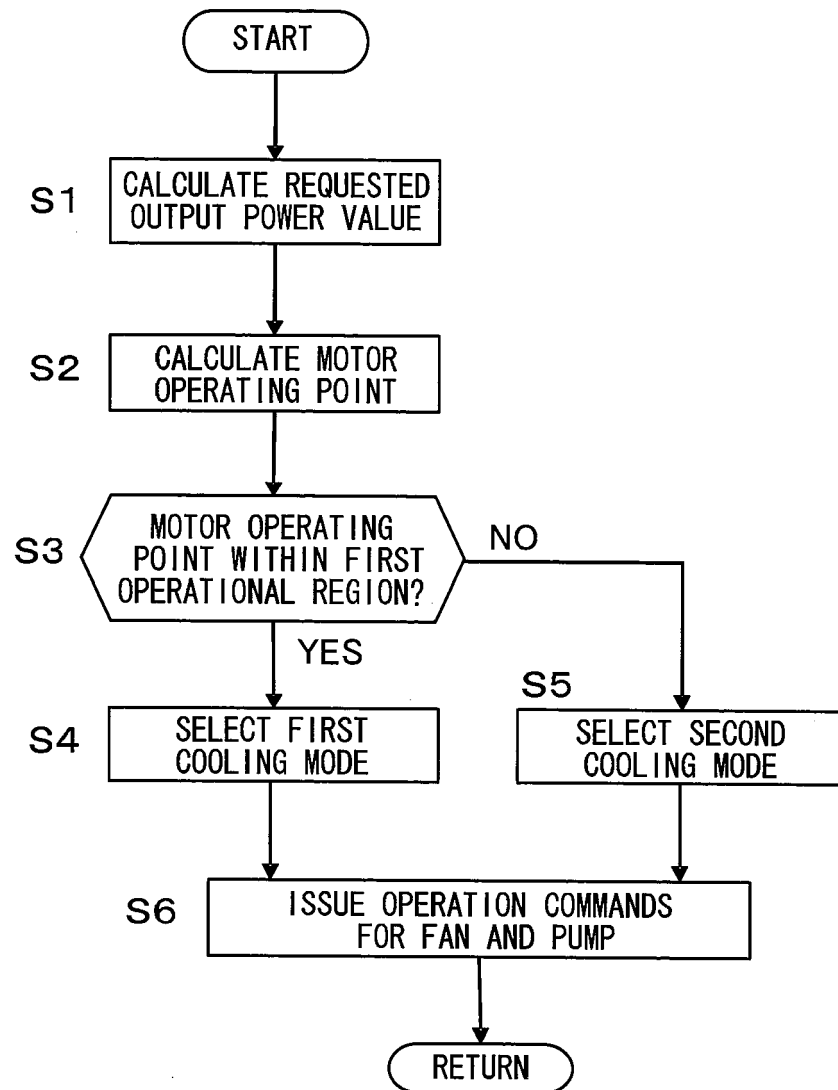 START
S1
CALCULATE REQUESTED
OUTPUT POWER VALUE
S2
CALCULATE MOTOR
OPERATING POINT
S3
MOTOR OPERATING
POINT WITHIN FIRST
OPERATIONAL REGION?
NO
YES
S4
SELECT FIRST
COOLING MODE
S5
SELECT SECOND
COOLING MODE
S6
ISSUE OPERATION COMMANDS
FOR FAN AND PUMP
RETURN